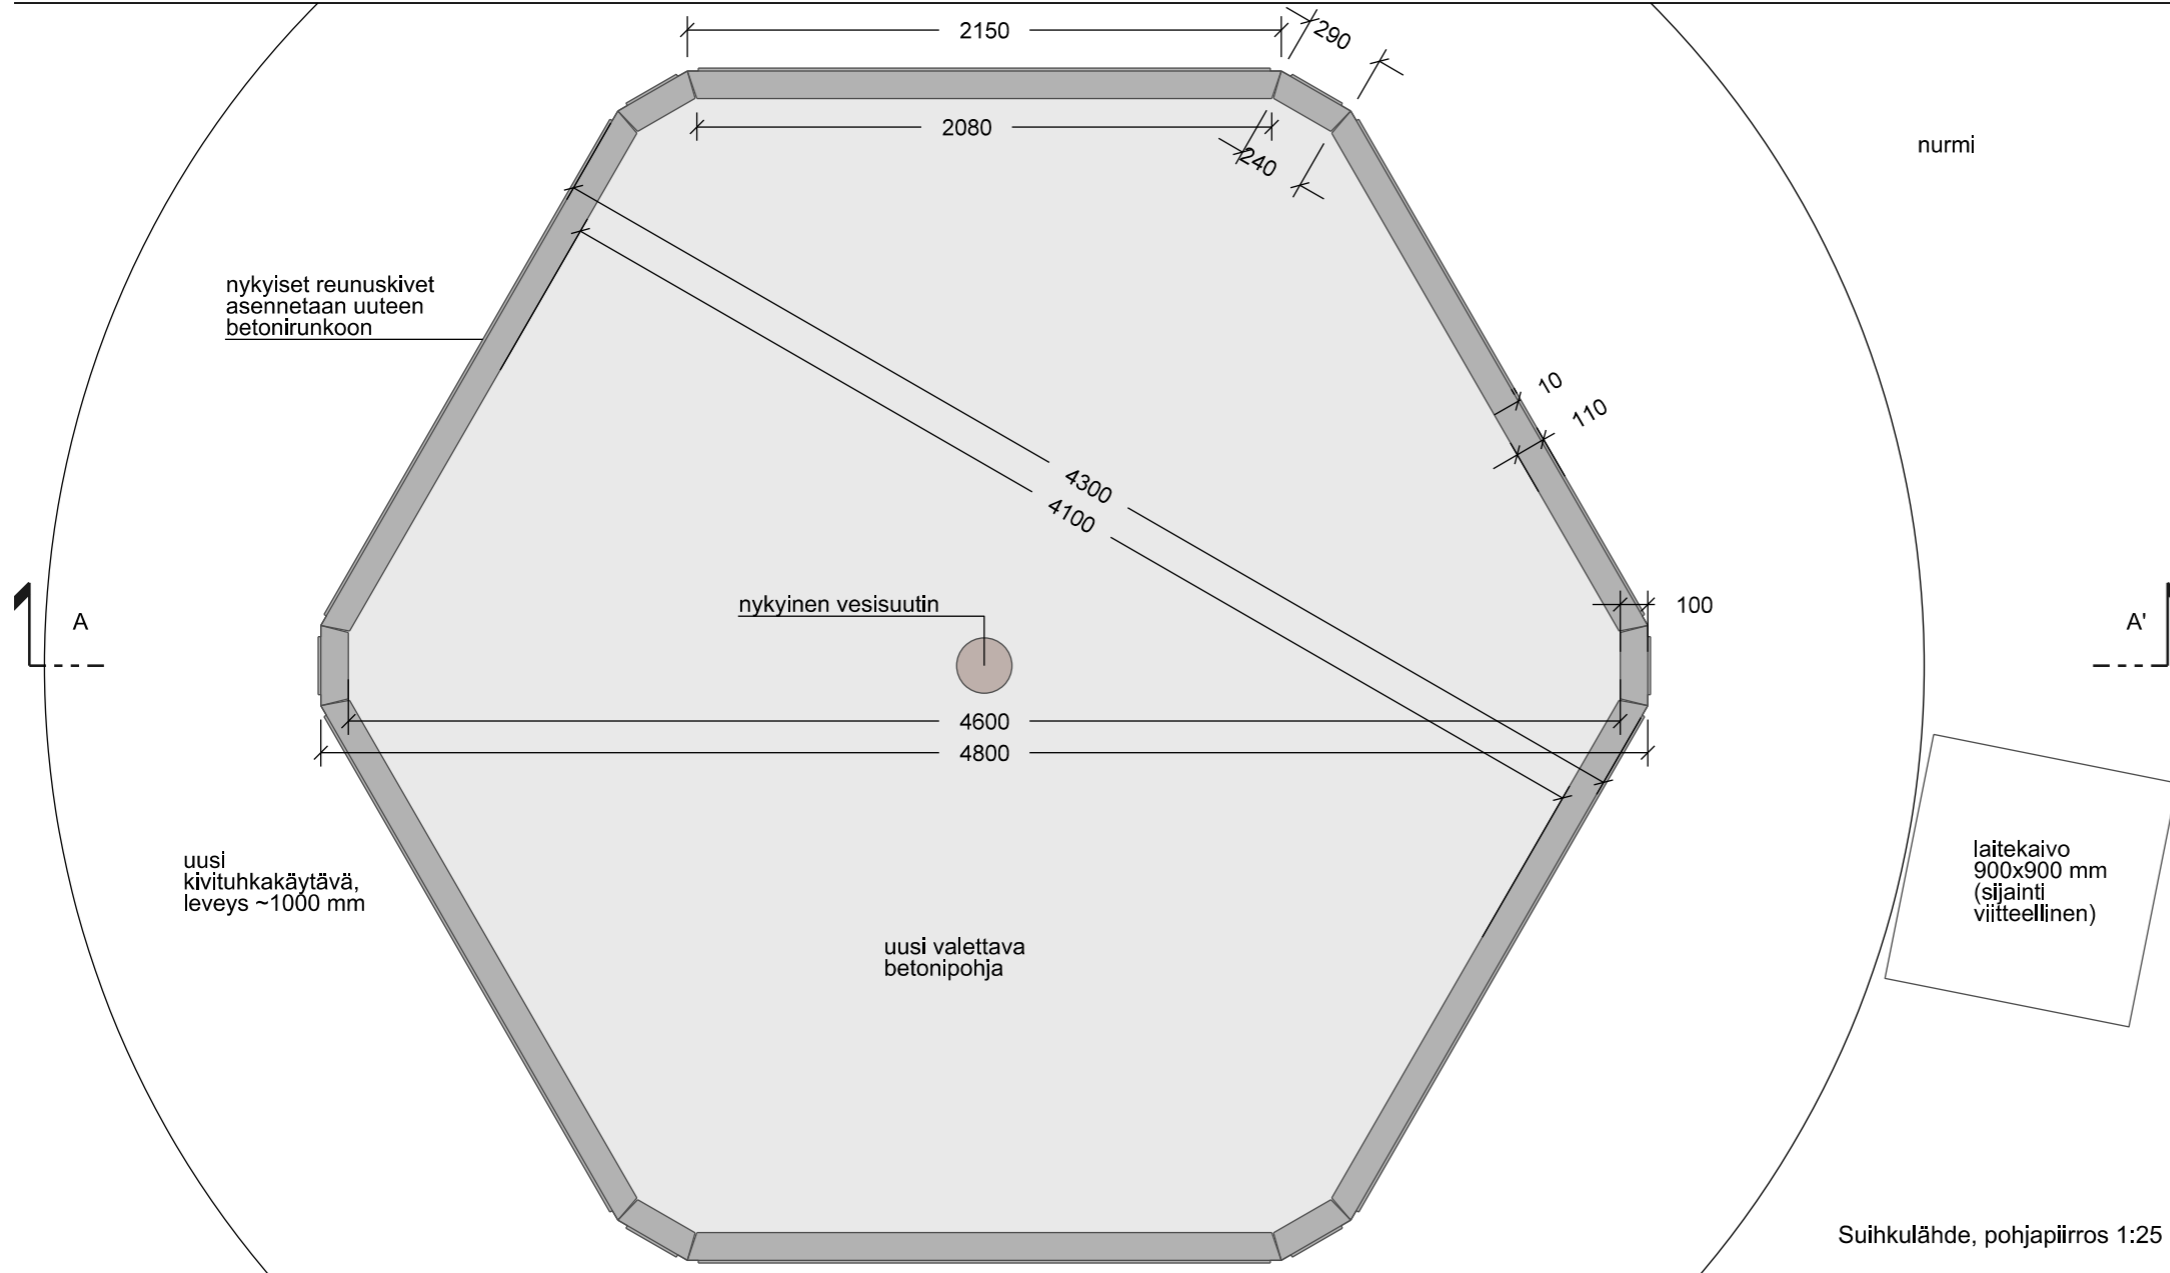 2150
290
2080
240
nurmi
nykyiset reunuskivet
asennetaan uuteen
betonirunkoon
10
110
4300
4100
nykyinen vesisuutin
100
A
A'
4600
4800
uusi
kivituhkakäytävä,
leveys ~1000 mm
laitekaivo
900x900 mm
(sijainti
viitteellinen)
uusi valettava
betonipohja
Suihkulähde, pohjapiirros 1:25